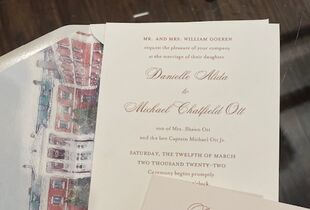 MR. AND MRS. WILLIAM GOEREN
request the pleasure of your company
at the marriage of their daughter
Danielle Alida
to
Michael Chatfield Ott
son of Mrs. Shawn Ott
and the late Captain Michael Ott Jr.
SATURDAY, THE TWELFTH OF MARCH
TWO THOUSAND TWENTY-TWO
Ceremony begins promptly